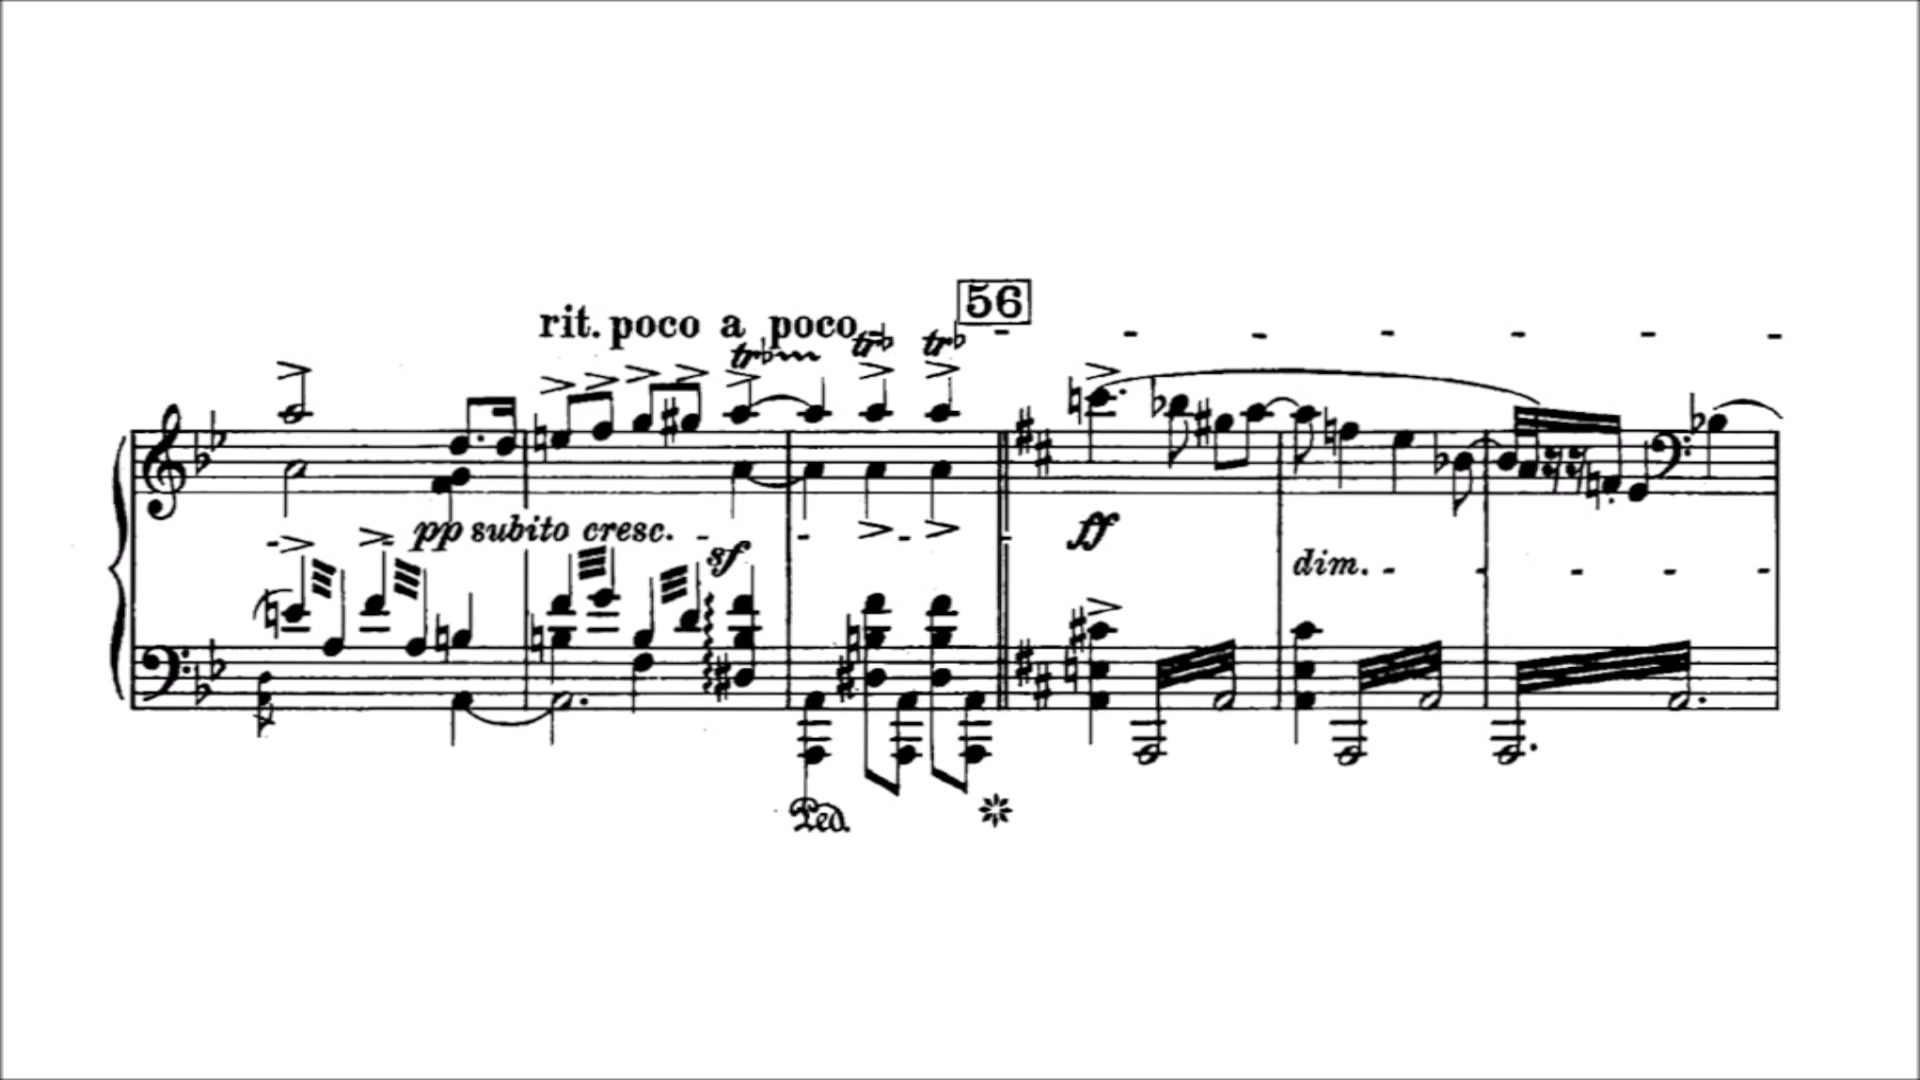 56
rit. poco a poco
tr♭ tr♭ tr♭
pp subito cresc.
sf
ff
dim.
Ped.